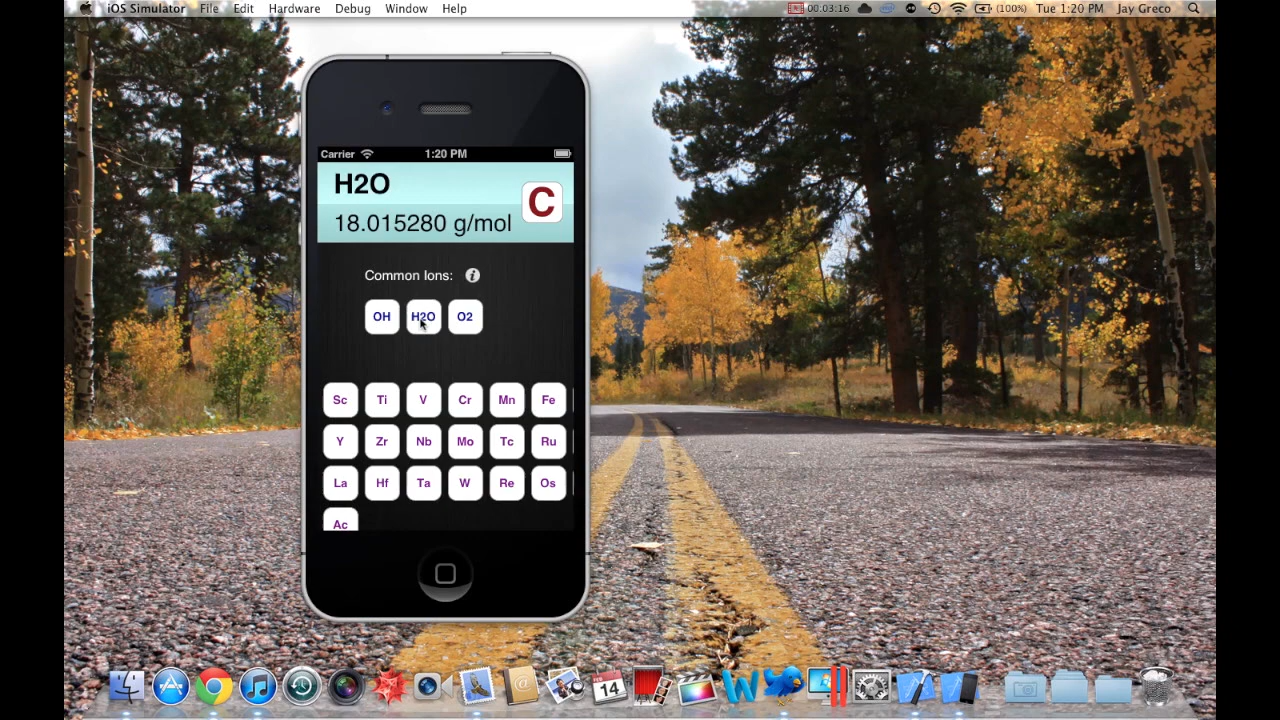 iOS Simulator File Edit Hardware Debug Window Help 00:03:16 (100%) Tue 1:20 PM Jay Greco
Carrier 1:20 PM
H2O
C
18.015280 g/mol
Common Ions: i
OH H2O O2
Sc Ti V Cr Mn Fe
Y Zr Nb Mo Tc Ru
La Hf Ta W Re Os
Ac
14